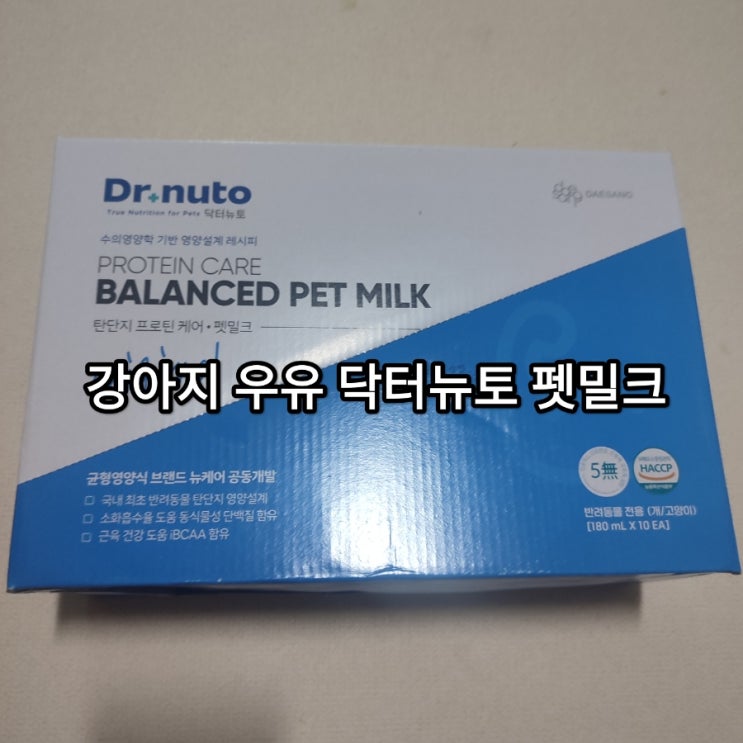 Dr.nuto
True Nutrition for Pets 닥터뉴토
DAESANG
수의영양학 기반 영양설계 레시피
PROTEIN CARE
BALANCED PET MILK
탄단지 프로틴 케어 • 펫밀크
강아지 우유 닥터뉴토 펫밀크
균형영양식 브랜드 뉴케어 공동개발
국내 최초 반려동물 탄단지 영양설계
소화흡수율 도움 동식물성 단백질 함유
근육 건강 도움 iBCAA 함유
5無
HACCP
반려동물 전용 (개/고양이)
[180 mL X 10 EA]